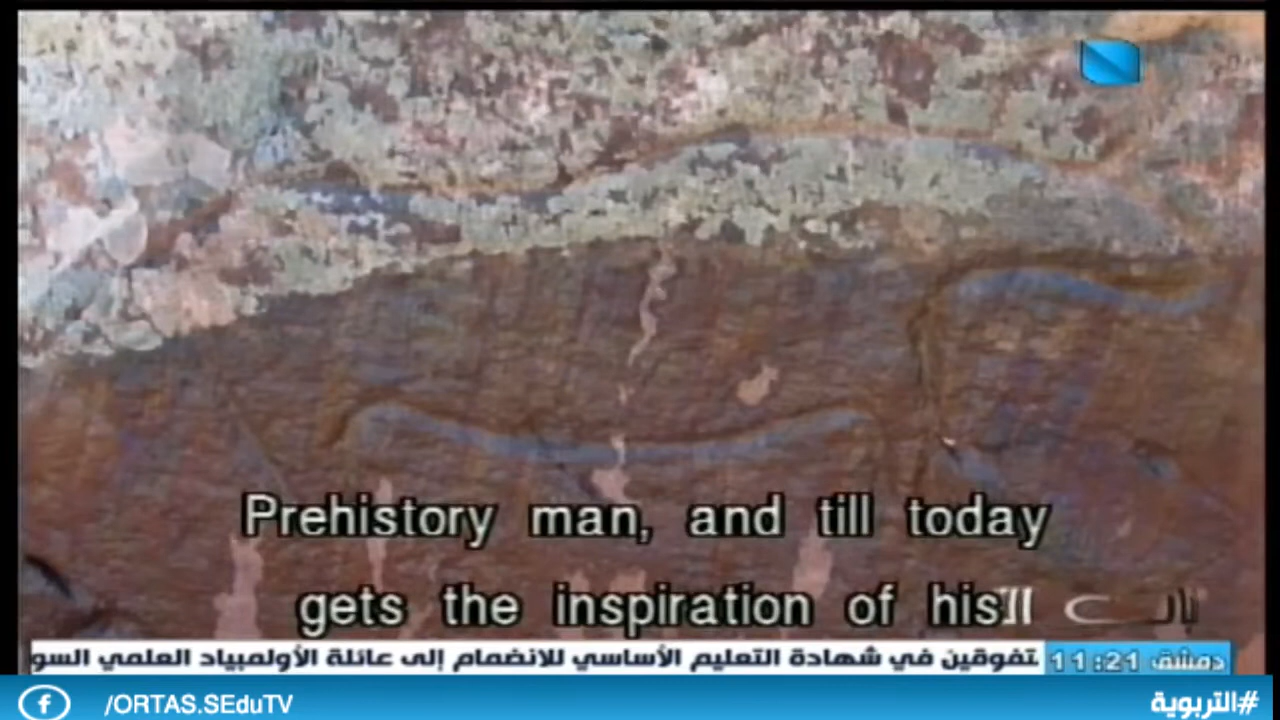 Prehistory man, and till today
gets the inspiration of his
تفوقين في شهادة التعليم الأساسي للانضمام إلى عائلة الأولمبياد العلمي السو
دمشق 11:21
/ORTAS.SEduTV
#التربوية